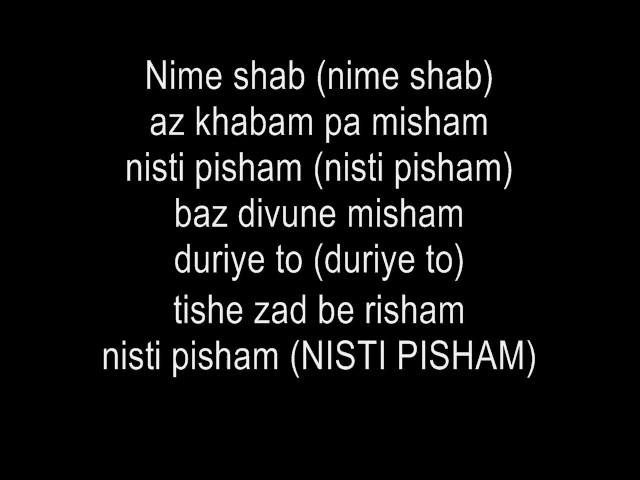 Nime shab (nime shab)
az khabam pa misham
nisti pisham (nisti pisham)
baz divune misham
duriye to (duriye to)
tishe zad be risham
nisti pisham (NISTI PISHAM)